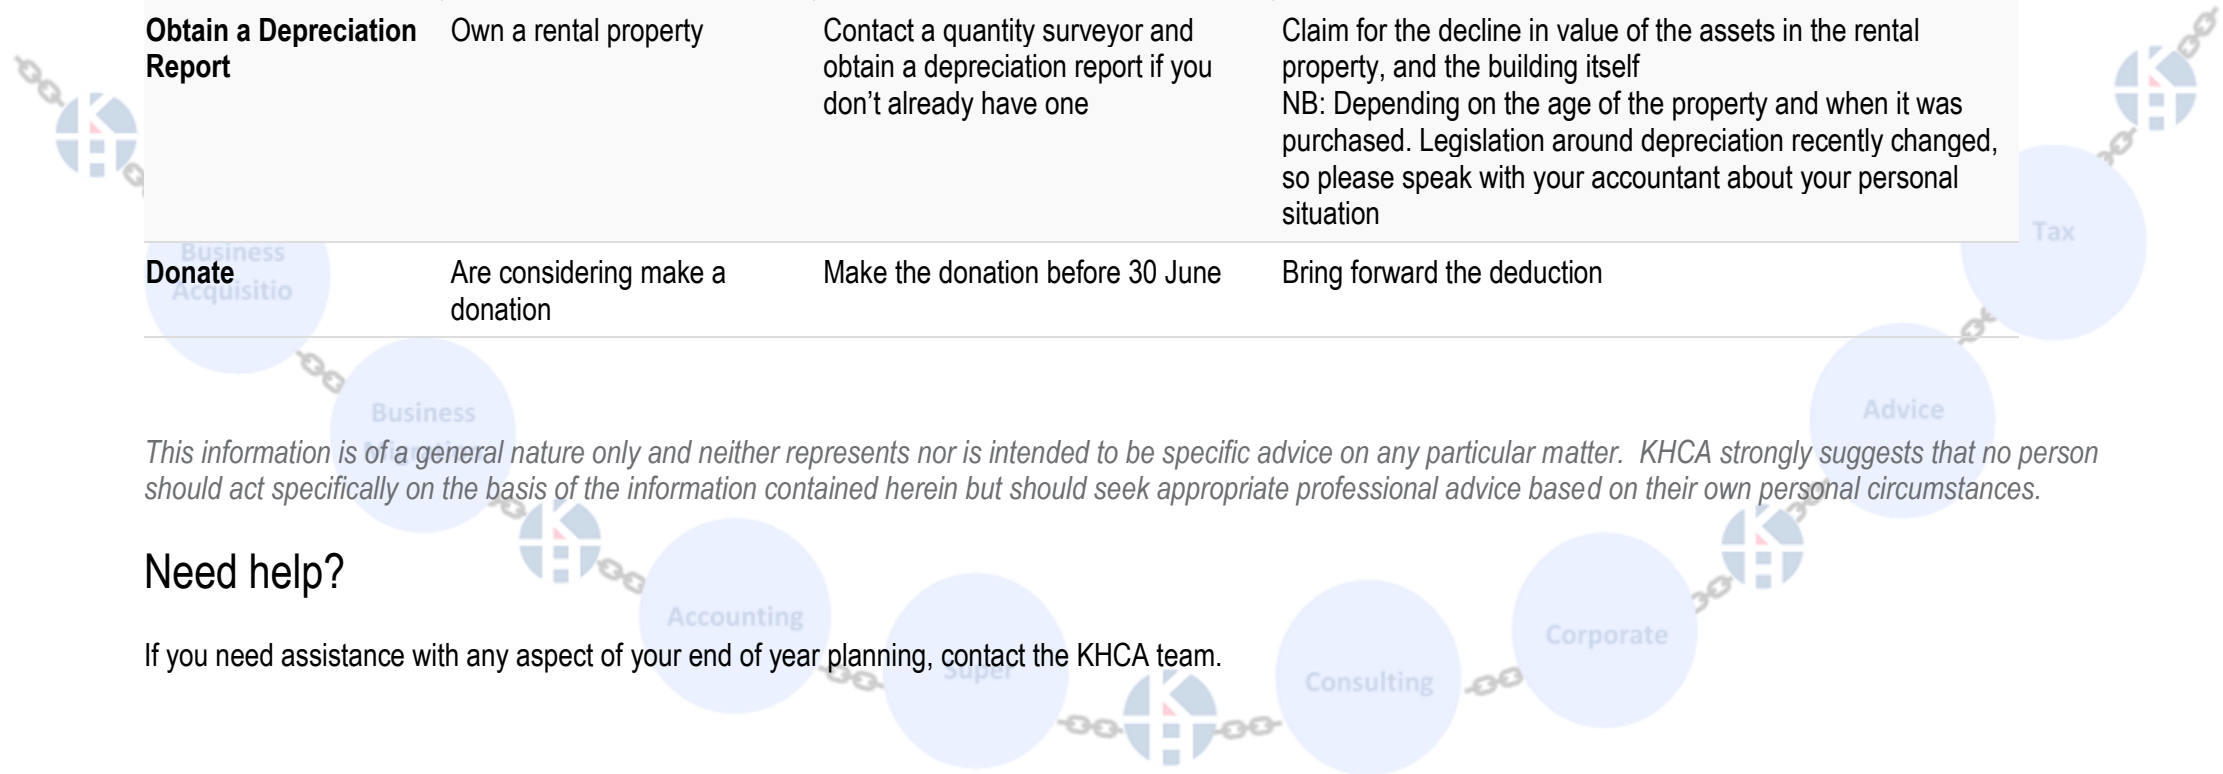 Obtain a Depreciation
Report
Own a rental property
Contact a quantity surveyor and
obtain a depreciation report if you
don’t already have one
Claim for the decline in value of the assets in the rental
property, and the building itself
NB: Depending on the age of the property and when it was
purchased. Legislation around depreciation recently changed,
so please speak with your accountant about your personal
situation
Donate
Are considering make a
donation
Make the donation before 30 June
Bring forward the deduction
Business
Acquisitio
Tax
Business
Advice
This information is of a general nature only and neither represents nor is intended to be specific advice on any particular matter.  KHCA strongly suggests that no person
should act specifically on the basis of the information contained herein but should seek appropriate professional advice based on their own personal circumstances.
Need help?
Accounting
Corporate
If you need assistance with any aspect of your end of year planning, contact the KHCA team.
Super
Consulting